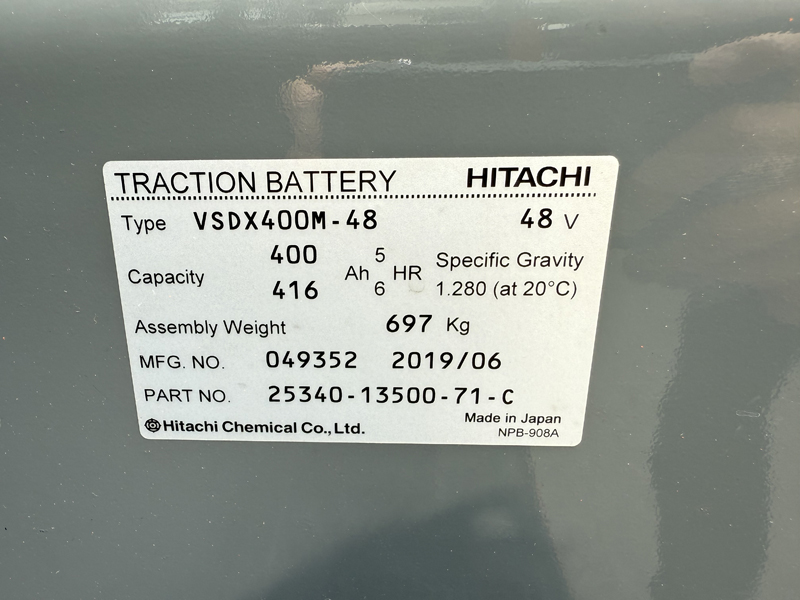 TRACTION BATTERY HITACHI
Type VSDX400M-48 48 V
Capacity 400 Ah 5 HR Specific Gravity
416 6 1.280 (at 20°C)
Assembly Weight 697 Kg
MFG. NO. 049352 2019/06
PART NO. 25340-13500-71-C
Hitachi Chemical Co., Ltd. Made in Japan
NPB-908A